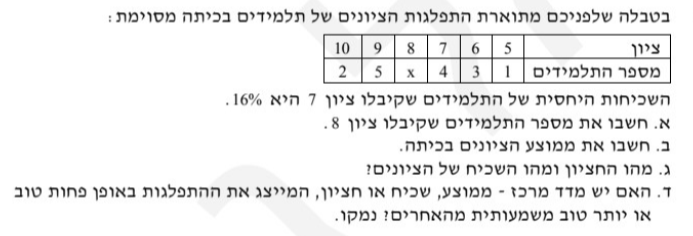 בטבלה שלפניכם מתוארת התפלגות הציונים של תלמידים בכיתה מסוימת:
ציון 5 6 7 8 9 10
מספר התלמידים 1 3 4 x 5 2
השכיחות היחסית של התלמידים שקיבלו ציון 7 היא 16%.
א. חשבו את מספר התלמידים שקיבלו ציון 8.
ב. חשבו את ממוצע הציונים בכיתה.
ג. מהו החציון ומהו השכיח של הציונים?
ד. האם יש מדד מרכז - ממוצע, שכיח או חציון, המייצג את ההתפלגות באופן פחות טוב
או יותר טוב משמעותית מהאחרים? נמקו.